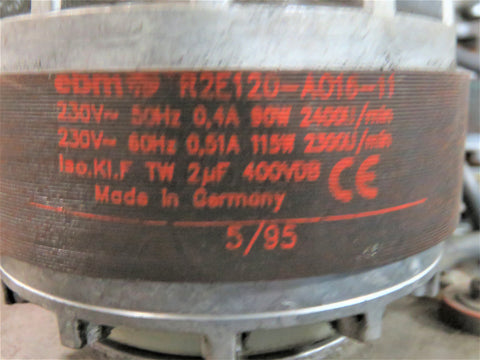 ebm R2E120-A016-11
230V~ 50Hz 0,4A 90W 2400U/min
230V~ 60Hz 0,51A 115W 2300U/min
Iso.Kl.F TW 2µF 400VDB CE
Made in Germany
5/95